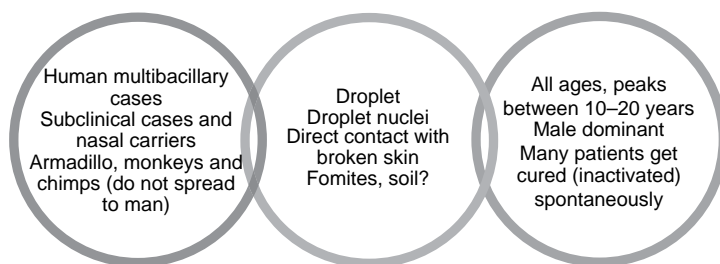 Human multibacillary
cases
Subclinical cases and
nasal carriers
Armadillo, monkeys and
chimps (do not spread
to man)
Droplet
Droplet nuclei
Direct contact with
broken skin
Fomites, soil?
All ages, peaks
between 10–20 years
Male dominant
Many patients get
cured (inactivated)
spontaneously